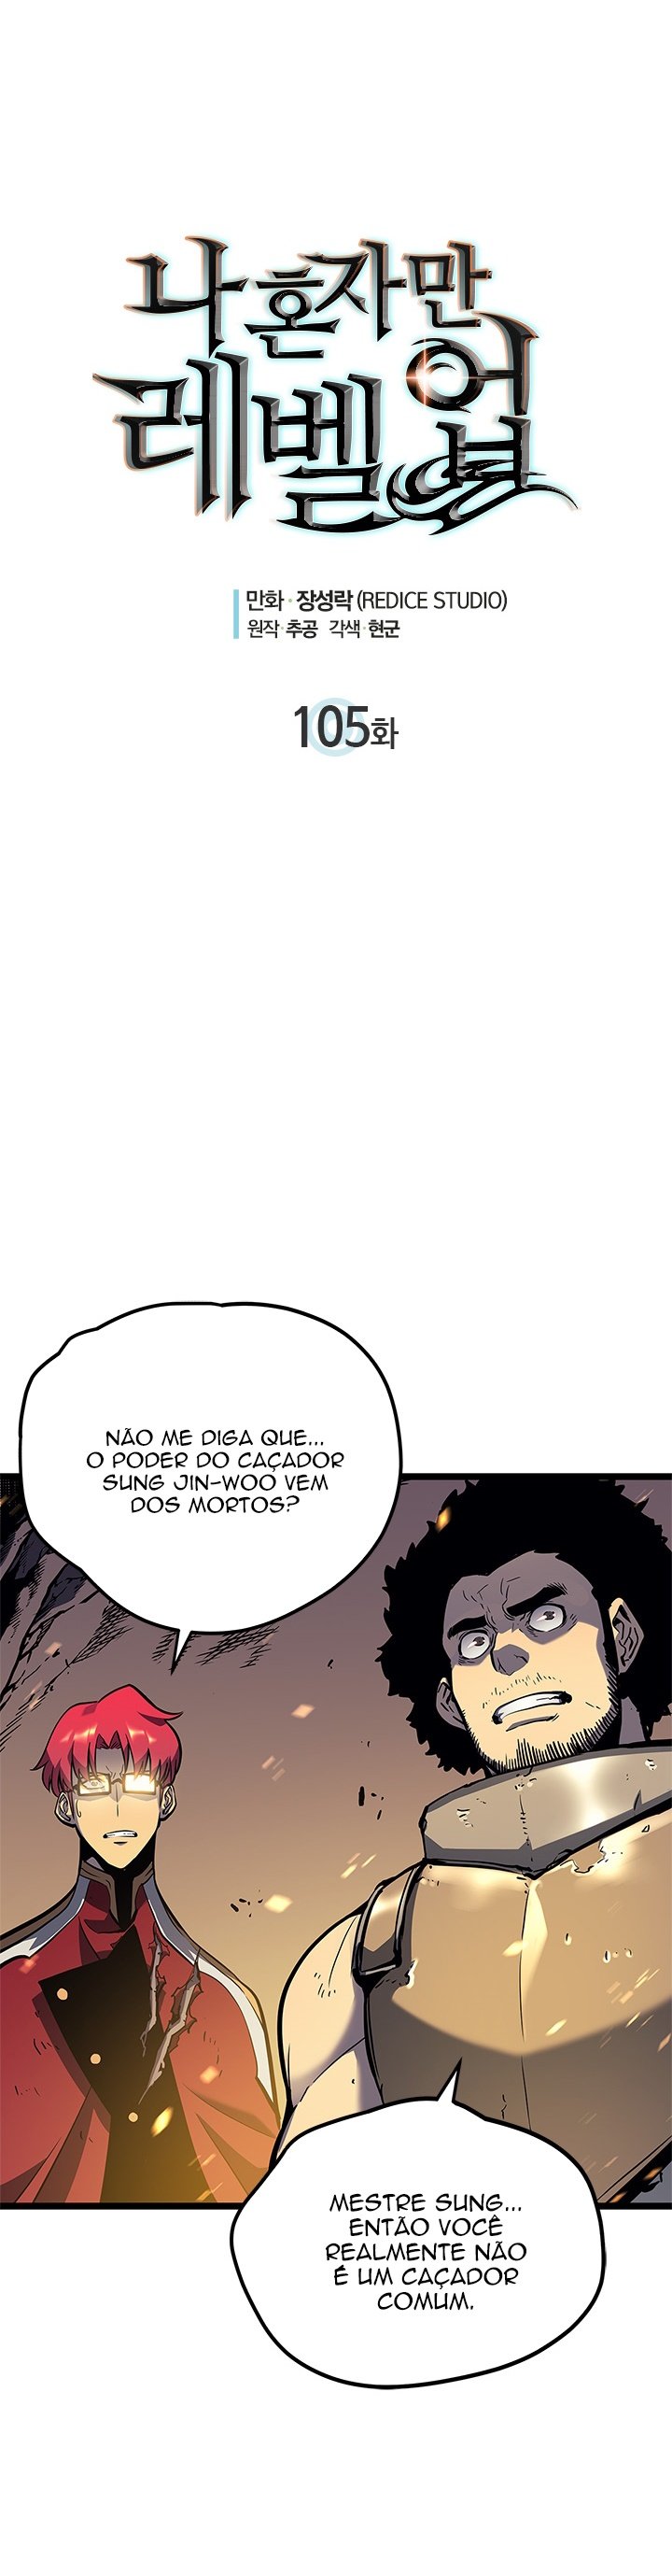 나 혼자만
레벨업
만화·장성락(REDICE STUDIO)
원작·추공 각색·현군
105화
NÃO ME DIGA QUE...
O PODER DO CAÇADOR
SUNG JIN-WOO VEM
DOS MORTOS?
MESTRE SUNG...
ENTÃO VOCÊ
REALMENTE NÃO
É UM CAÇADOR
COMUM.